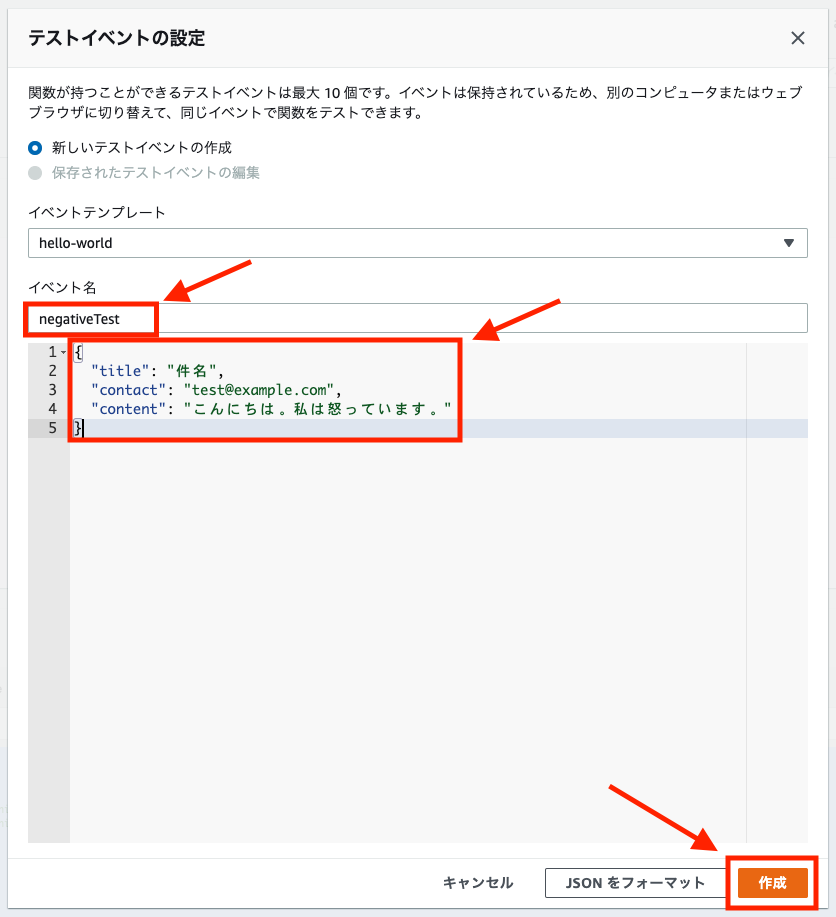 テストイベントの設定
関数が持つことができるテストイベントは最大 10 個です。イベントは保持されているため、別のコンピュータまたはウェブ
ブラウザに切り替えて、同じイベントで関数をテストできます。
新しいテストイベントの作成
保存されたテストイベントの編集
イベントテンプレート
hello-world
イベント名
negativeTest
1 {
2 "title": "件名",
3 "contact": "test@example.com",
4 "content": "こんにちは。私は怒っています。"
5 }
キャンセル JSON をフォーマット 作成